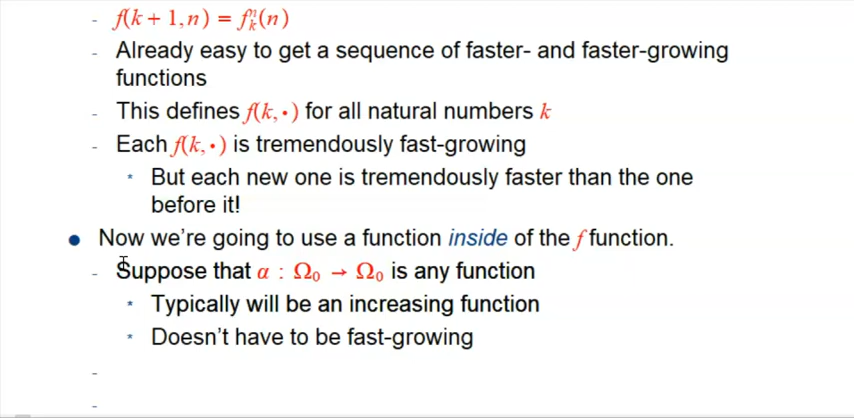 - f(k + 1, n) = fₖⁿ(n)
- Already easy to get a sequence of faster- and faster-growing
functions
- This defines f(k, •) for all natural numbers k
- Each f(k, •) is tremendously fast-growing
* But each new one is tremendously faster than the one
before it!
● Now we're going to use a function inside of the f function.
- Suppose that α : Ω₀ → Ω₀ is any function
* Typically will be an increasing function
* Doesn't have to be fast-growing
-
-